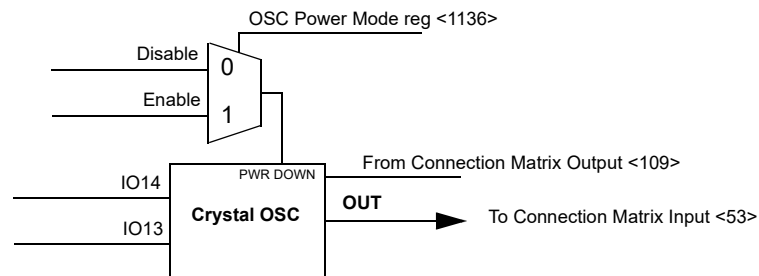 OSC Power Mode reg <1136>
Disable
0
Enable
1
PWR DOWN
From Connection Matrix Output <109>
IO14
OUT
Crystal OSC
To Connection Matrix Input <53>
IO13